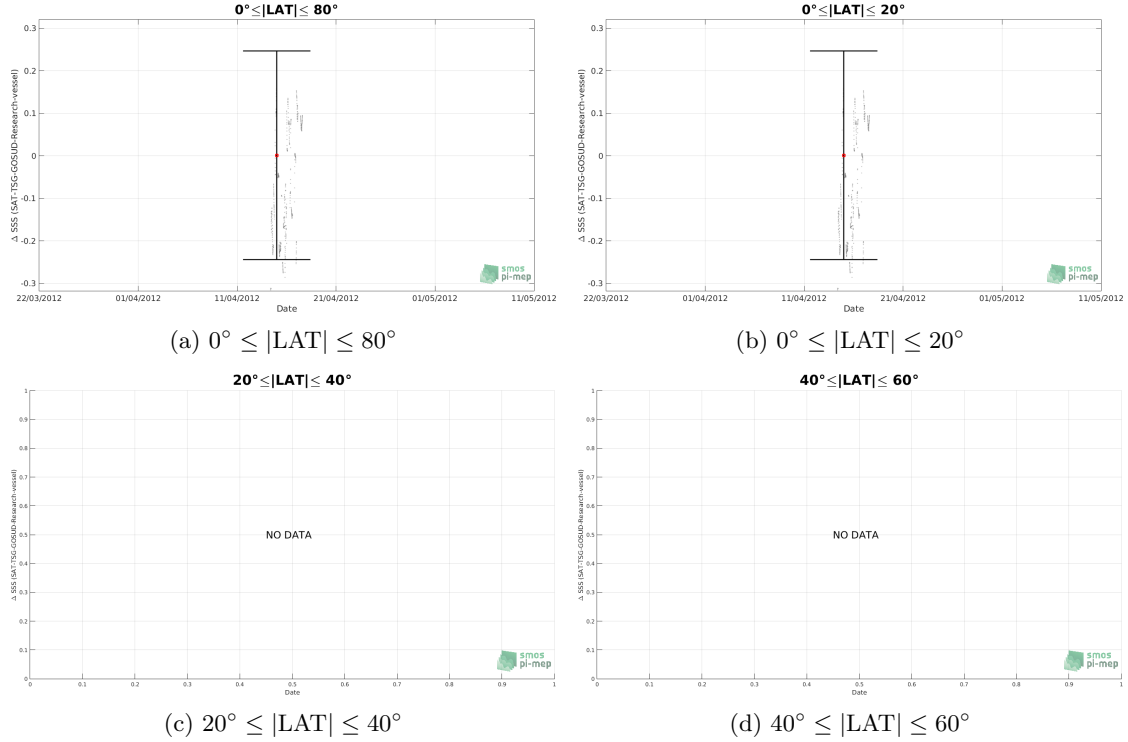 0°≤|LAT|≤ 80°
Δ SSS (SAT-TSG-GOSUD-Research-vessel)
0.3
0.2
0.1
0
-0.1
-0.2
-0.3
22/03/2012 01/04/2012 11/04/2012 21/04/2012 01/05/2012 11/05/2012
Date
smos
pi-mep
(a) 0° ≤ |LAT| ≤ 80°
0°≤|LAT|≤ 20°
Δ SSS (SAT-TSG-GOSUD-Research-vessel)
0.3
0.2
0.1
0
-0.1
-0.2
-0.3
22/03/2012 01/04/2012 11/04/2012 21/04/2012 01/05/2012 11/05/2012
Date
smos
pi-mep
(b) 0° ≤ |LAT| ≤ 20°
20°≤|LAT|≤ 40°
Δ SSS (SAT-TSG-GOSUD-Research-vessel)
1
0.9
0.8
0.7
0.6
0.5
0.4
0.3
0.2
0.1
0
NO DATA
0 0.1 0.2 0.3 0.4 0.5 0.6 0.7 0.8 0.9 1
Date
smos
pi-mep
(c) 20° ≤ |LAT| ≤ 40°
40°≤|LAT|≤ 60°
Δ SSS (SAT-TSG-GOSUD-Research-vessel)
1
0.9
0.8
0.7
0.6
0.5
0.4
0.3
0.2
0.1
0
NO DATA
0 0.1 0.2 0.3 0.4 0.5 0.6 0.7 0.8 0.9 1
Date
smos
pi-mep
(d) 40° ≤ |LAT| ≤ 60°